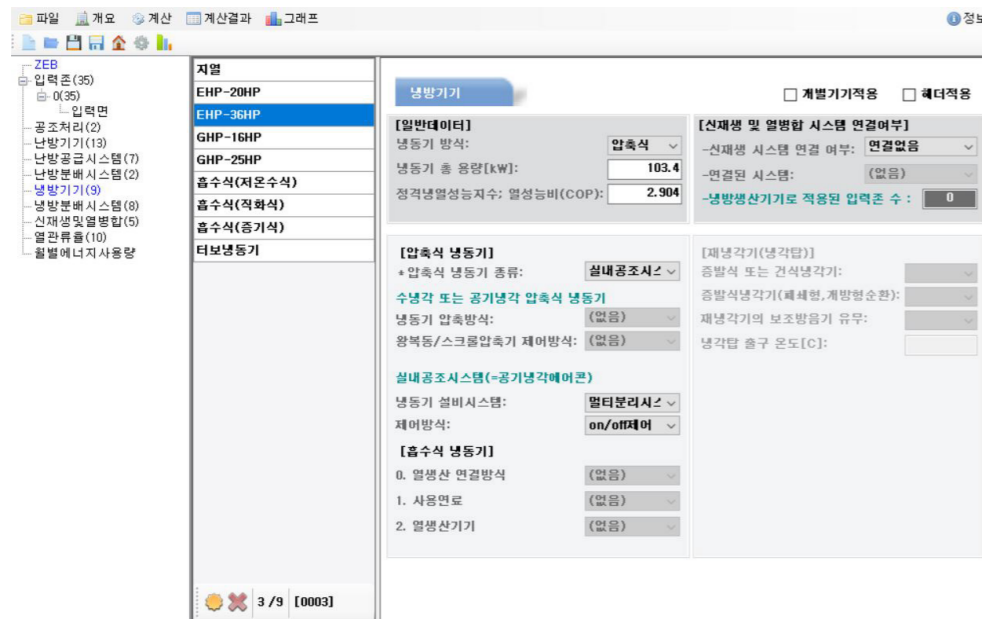 파일 개요 계산 계산결과 그래프 정보
ZEB
입력존(35)
0(35)
입력면
공조처리(2)
난방기기(13)
난방공급시스템(7)
난방분배시스템(2)
냉방기기(9)
냉방분배시스템(8)
신재생및열병합(5)
열관류율(10)
월별에너지사용량
지열
EHP-20HP
EHP-36HP
GHP-16HP
GHP-25HP
흡수식(저온수식)
흡수식(직화식)
흡수식(증기식)
터보냉동기
3 /9 [0003]
냉방기기
개별기기적용 헤더적용
[일반데이터]
냉동기 방식: 압축식
냉동기 총 용량[kW]: 103.4
정격냉열성능지수; 열성능비(COP): 2.904
[신재생 및 열병합 시스템 연결여부]
-신재생 시스템 연결 여부: 연결없음
-연결된 시스템: (없음)
-냉방생산기기로 적용된 입력존 수 : 0
[압축식 냉동기]
*압축식 냉동기 종류: 실내공조시스
수냉각 또는 공기냉각 압축식 냉동기
냉동기 압축방식: (없음)
왕복동/스크롤압축기 제어방식: (없음)
실내공조시스템(=공기냉각에어콘)
냉동기 설비시스템: 멀티분리시스
제어방식: on/off제어
[흡수식 냉동기]
0. 열생산 연결방식 (없음)
1. 사용연료 (없음)
2. 열생산기기 (없음)
[재냉각기(냉각탑)]
증발식 또는 건식냉각기:
증발식냉각기(폐쇄형,개방형순환):
재냉각기의 보조방음기 유무:
냉각탑 출구 온도[C]: